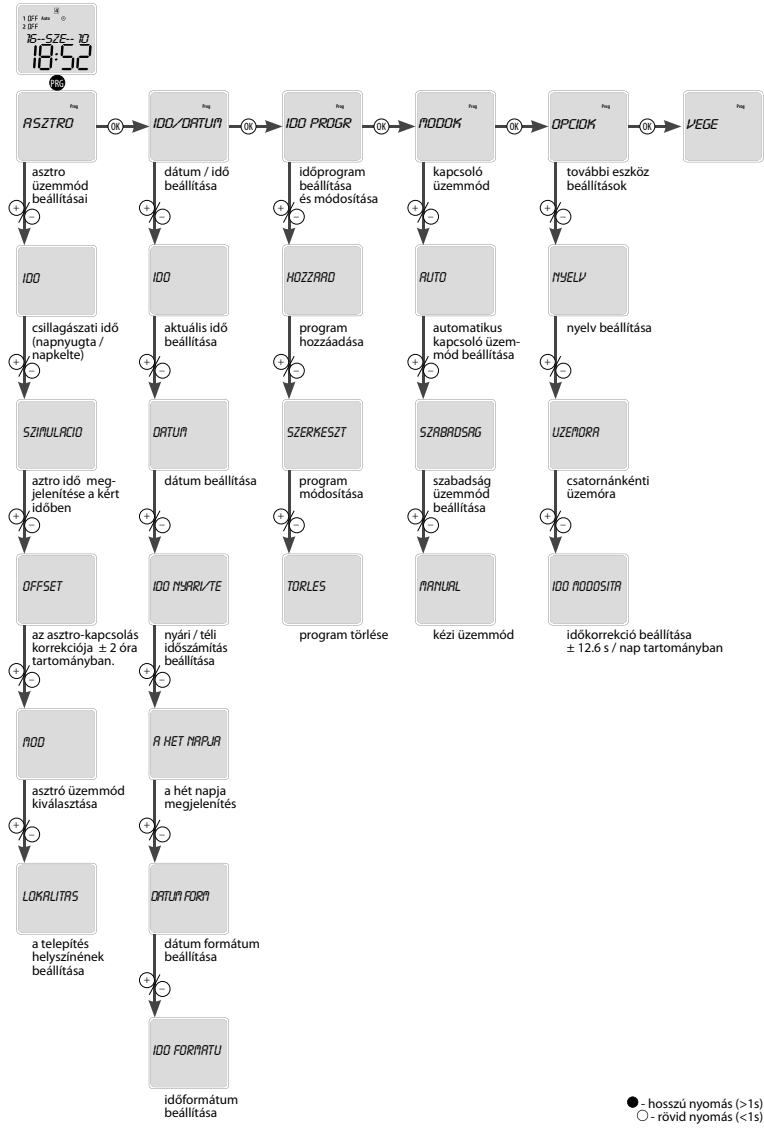 1 OFF Auto
2 OFF
16--SZE-- 10
18:52
PRG
Prog
ASZTRO
OK
Prog
IDO/DATUM
OK
Prog
IDO PROGR
OK
Prog
MODOK
OK
Prog
OPCIOK
OK
Prog
VEGE
asztro
üzemmód
beállításai
+
−
IDO
csillagászati idő
(napnyugta /
napkelte)
+
−
SZIMULACIO
aztro idő meg-
jelenítése a kért
időben
+
−
OFFSET
az asztro-kapcsolás
korrekciója ± 2 óra
tartományban.
+
−
MOD
asztró üzemmód
kiválasztása
+
−
LOKALITAS
a telepítés
helyszínének
beállítása
dátum / idő
beállítása
+
−
IDO
aktuális idő
beállítása
+
−
DATUM
dátum beállítása
+
−
IDO NYARI/TE
nyári / téli
időszámítás
beállítása
+
−
A HET NAPJA
a hét napja
megjelenítés
+
−
DATUM FORM
dátum formátum
beállítása
+
−
IDO FORMATU
időformátum
beállítása
időprogram
beállítása
és módosítása
+
−
HOZZAAD
program
hozzáadása
+
−
SZERKESZT
program
módosítása
+
−
TORLES
program törlése
kapcsoló
üzemmód
+
−
AUTO
automatikus
kapcsoló üzem-
mód beállítása
+
−
SZABADSAG
szabadság
üzemmód
beállítása
+
−
MANUAL
kézi üzemmód
további eszköz
beállítások
+
−
NYELV
nyelv beállítása
+
−
UZEMORA
csatornánkénti
üzemóra
+
−
IDO MODOSITA
időkorrekció beállítása
± 12.6 s / nap tartományban
- hosszú nyomás (>1s)
- rövid nyomás (<1s)